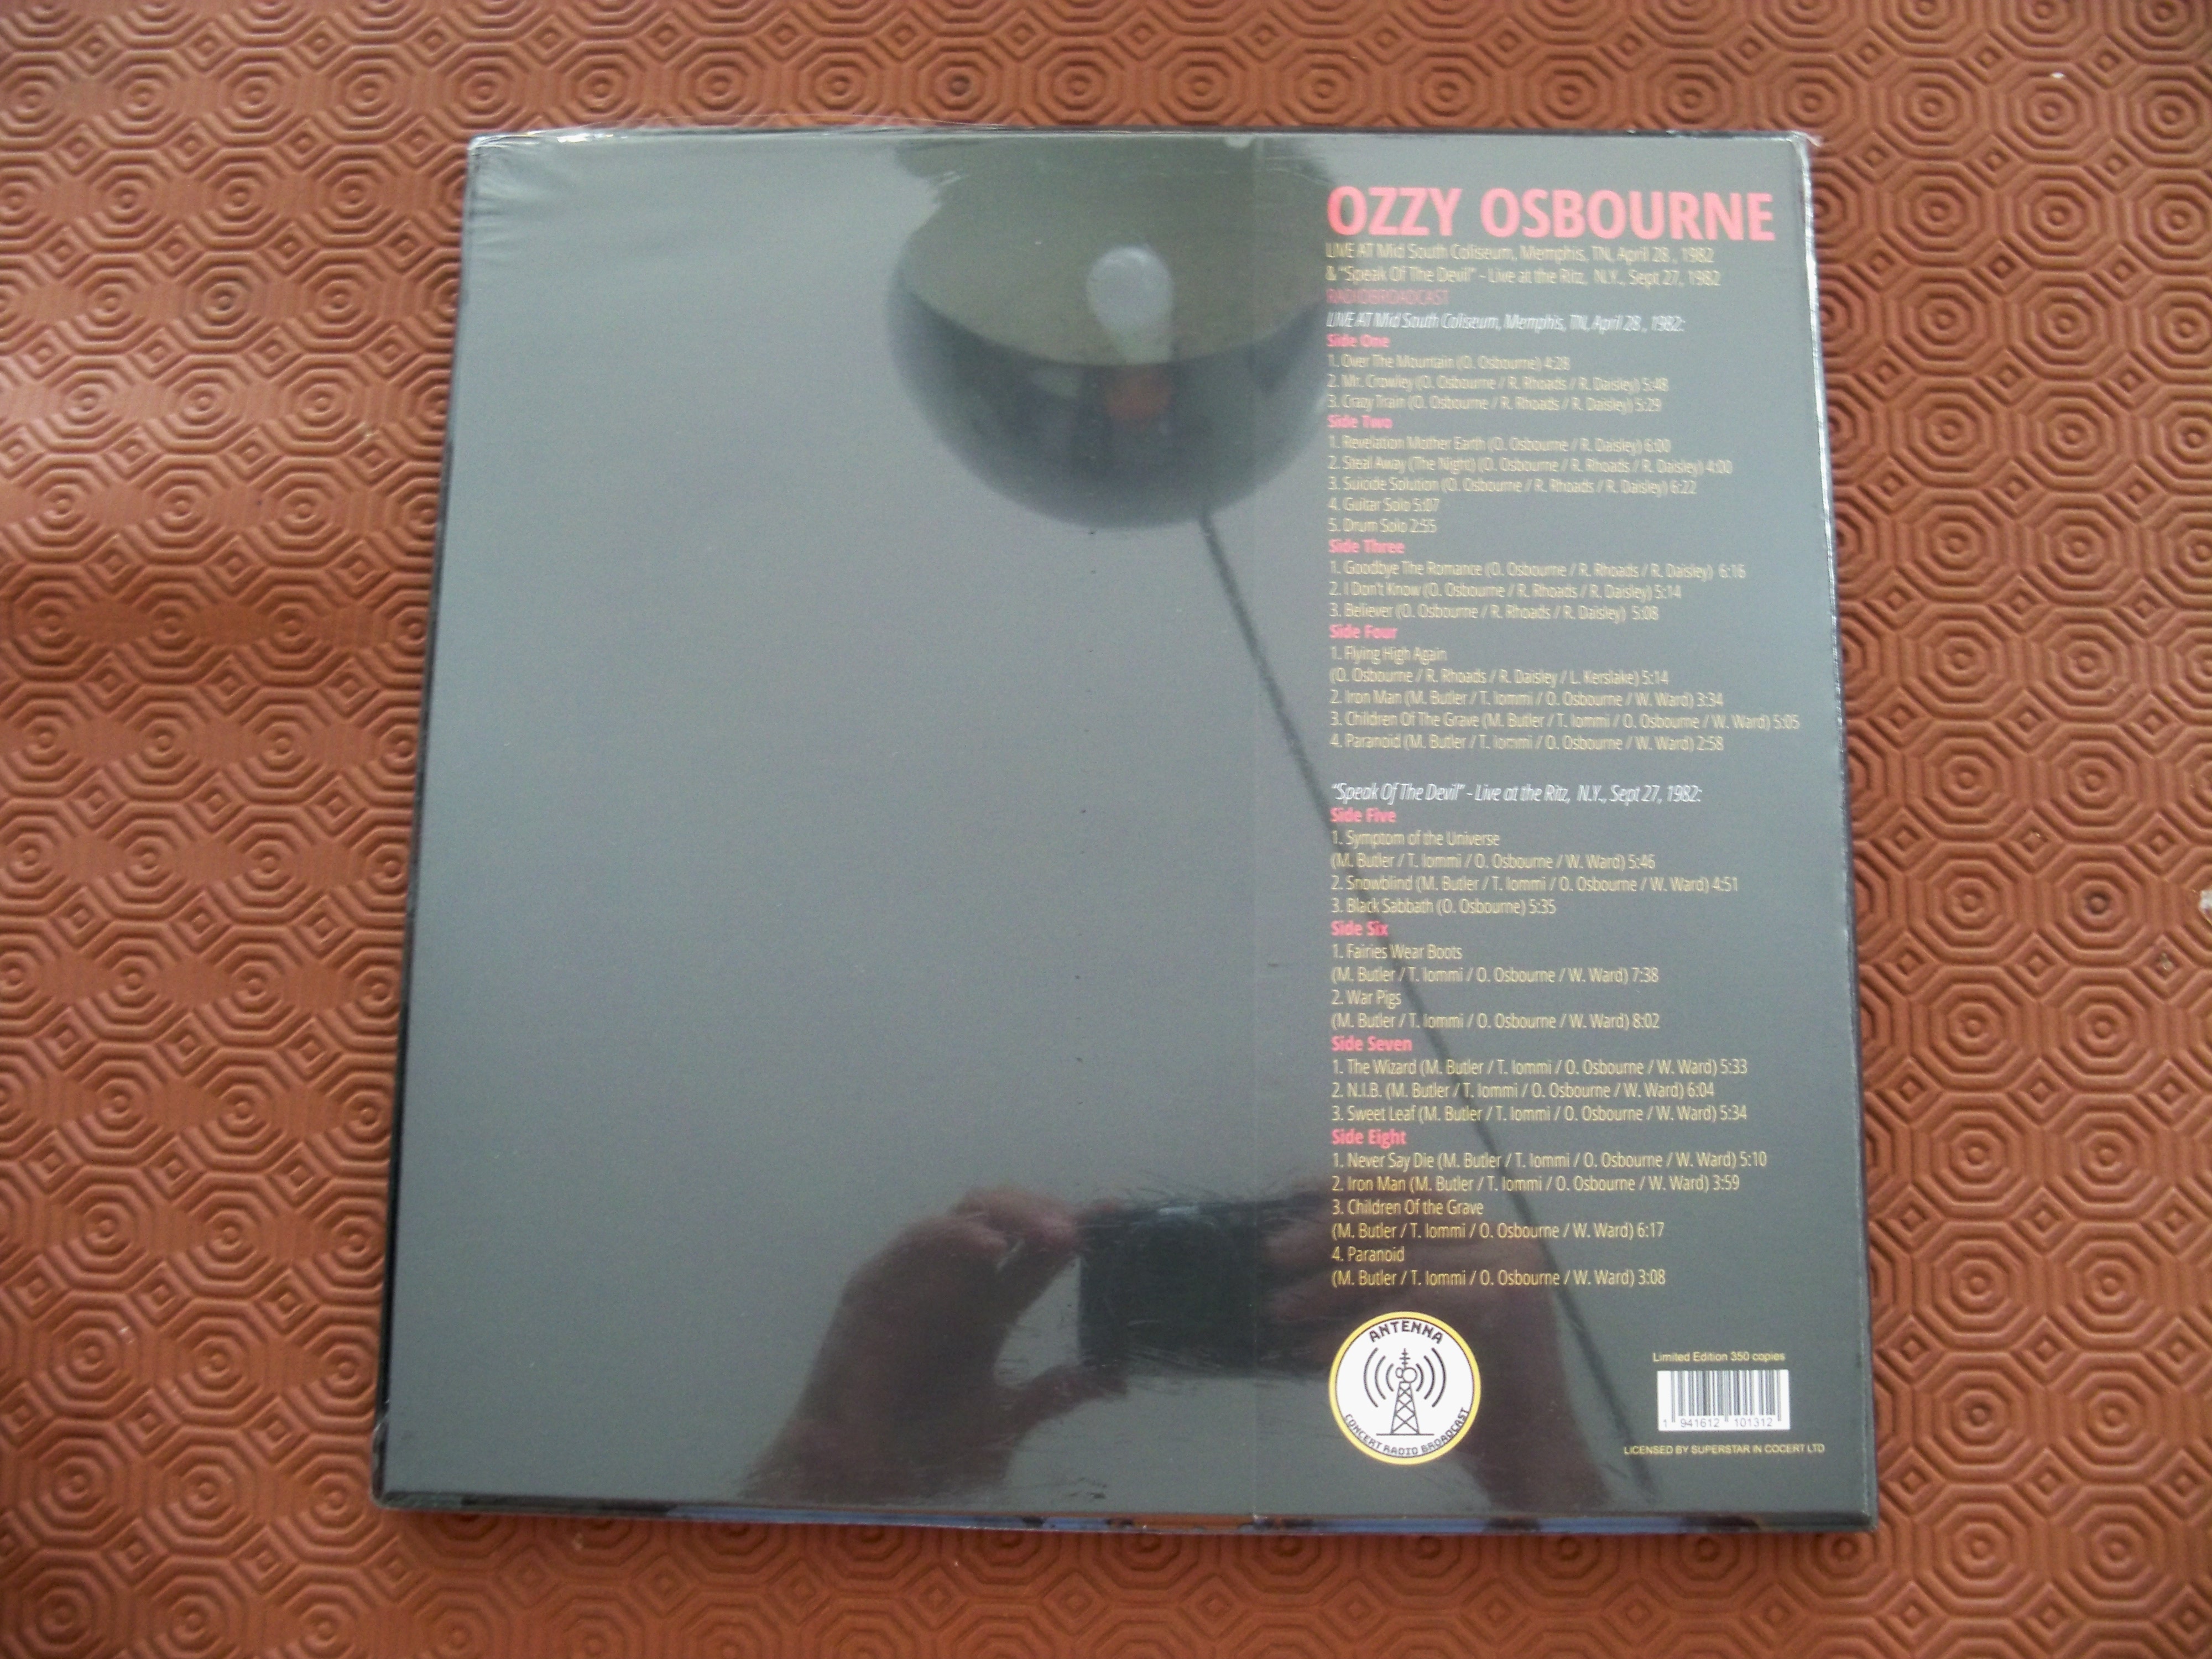 OZZY OSBOURNE
LIVE AT Mid South Coliseum, Memphis, TN, April 28 , 1982
& "Speak Of The Devil" - Live at the Ritz, N.Y., Sept 27, 1982
RADIOBROADCAST
LIVE AT Mid South Coliseum, Memphis, TN, April 28 , 1982:
Side One
1. Over The Mountain (O. Osbourne) 4:28
2. Mr. Crowley (O. Osbourne / R. Rhoads / R. Daisley) 5:48
3. Crazy Train (O. Osbourne / R. Rhoads / R. Daisley) 5:29
Side Two
1. Revelation Mother Earth (O. Osbourne / R. Daisley) 6:00
2. Steal Away (The Night) (O. Osbourne / R. Rhoads / R. Daisley) 4:00
3. Suicide Solution (O. Osbourne / R. Rhoads / R. Daisley) 6:22
4. Guitar Solo 5:07
5. Drum Solo 2:55
Side Three
1. Goodbye The Romance (O. Osbourne / R. Rhoads / R. Daisley) 6:16
2. I Don't Know (O. Osbourne / R. Rhoads / R. Daisley) 5:14
3. Believer (O. Osbourne / R. Rhoads / R. Daisley) 5:08
Side Four
1. Flying High Again
(O. Osbourne / R. Rhoads / R. Daisley / L. Kerslake) 5:14
2. Iron Man (M. Butler / T. Iommi / O. Osbourne / W. Ward) 3:34
3. Children Of The Grave (M. Butler / T. Iommi / O. Osbourne / W. Ward) 5:05
4. Paranoid (M. Butler / T. Iommi / O. Osbourne / W. Ward) 2:58
"Speak Of The Devil" - Live at the Ritz, N.Y., Sept 27, 1982:
Side Five
1. Symptom of the Universe
(M. Butler / T. Iommi / O. Osbourne / W. Ward) 5:46
2. Snowblind (M. Butler / T. Iommi / O. Osbourne / W. Ward) 4:51
3. Black Sabbath (O. Osbourne) 5:35
Side Six
1. Fairies Wear Boots
(M. Butler / T. Iommi / O. Osbourne / W. Ward) 7:38
2. War Pigs
(M. Butler / T. Iommi / O. Osbourne / W. Ward) 8:02
Side Seven
1. The Wizard (M. Butler / T. Iommi / O. Osbourne / W. Ward) 5:33
2. N.I.B. (M. Butler / T. Iommi / O. Osbourne / W. Ward) 6:04
3. Sweet Leaf (M. Butler / T. Iommi / O. Osbourne / W. Ward) 5:34
Side Eight
1. Never Say Die (M. Butler / T. Iommi / O. Osbourne / W. Ward) 5:10
2. Iron Man (M. Butler / T. Iommi / O. Osbourne / W. Ward) 3:59
3. Children Of the Grave
(M. Butler / T. Iommi / O. Osbourne / W. Ward) 6:17
4. Paranoid
(M. Butler / T. Iommi / O. Osbourne / W. Ward) 3:08
ANTENNA
CONCERT RADIO BROADCAST
Limited Edition 350 copies
1 941612 101312
LICENSED BY SUPERSTAR IN COCERT LTD